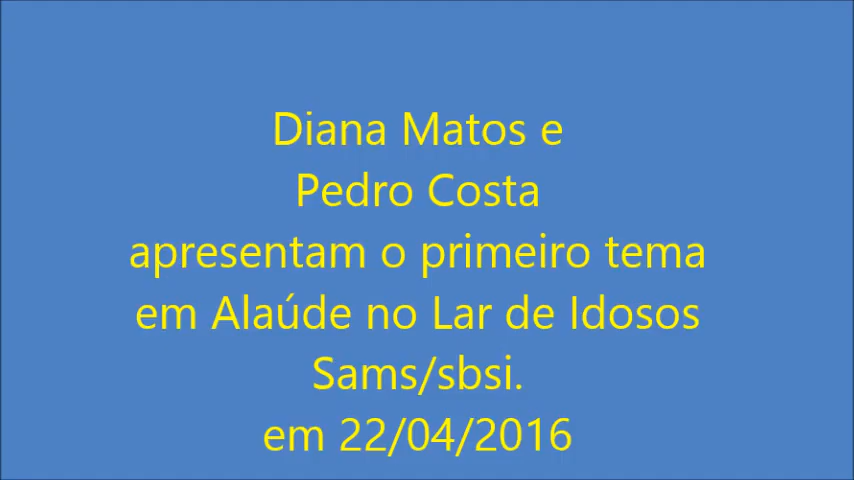 Diana Matos e
Pedro Costa
apresentam o primeiro tema
em Alaúde no Lar de Idosos
Sams/sbsi.
em 22/04/2016